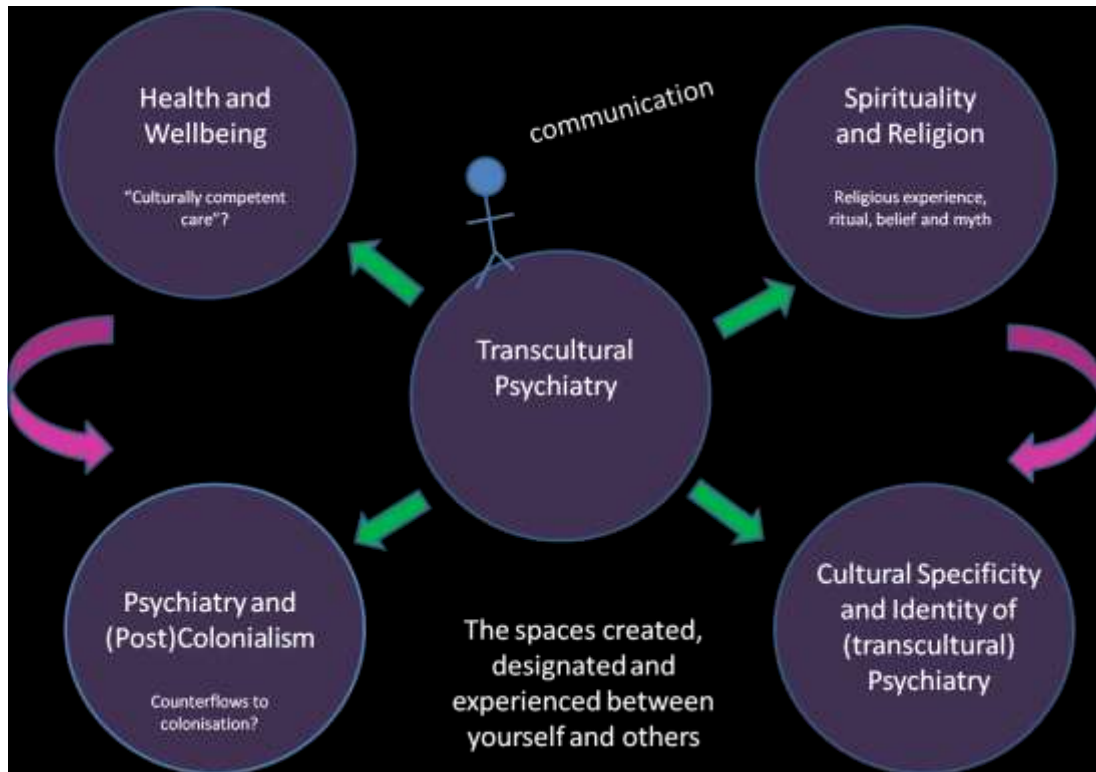 Health and
Wellbeing
"Culturally competent
care"?
communication
Spirituality
and Religion
Religious experience,
ritual, belief and myth
Transcultural
Psychiatry
Psychiatry and
(Post)Colonialism
Counterflows to
colonisation?
The spaces created,
designated and
experienced between
yourself and others
Cultural Specificity
and Identity of
(transcultural)
Psychiatry